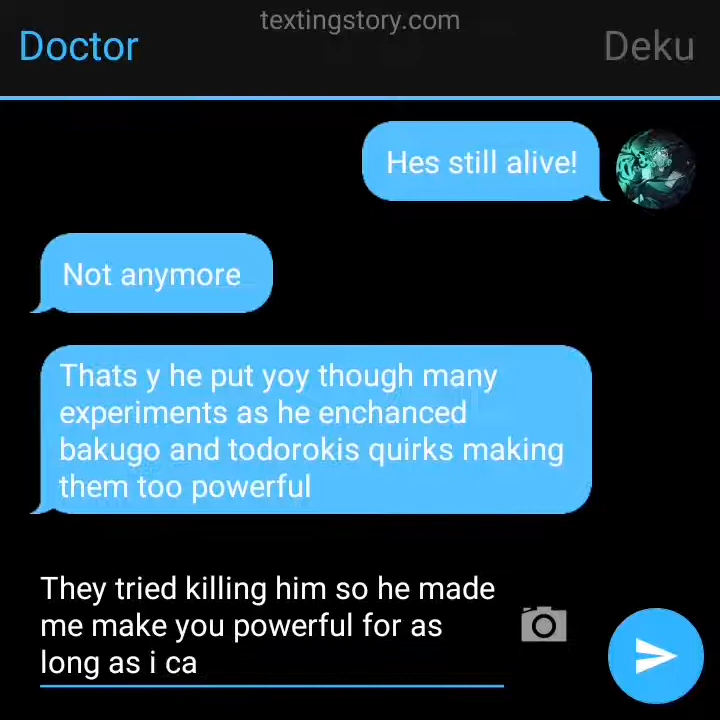 textingstory.com
Doctor
Deku
Hes still alive!
Not anymore
Thats y he put yoy though many
experiments as he enchanced
bakugo and todorokis quirks making
them too powerful
They tried killing him so he made
me make you powerful for as
long as i ca